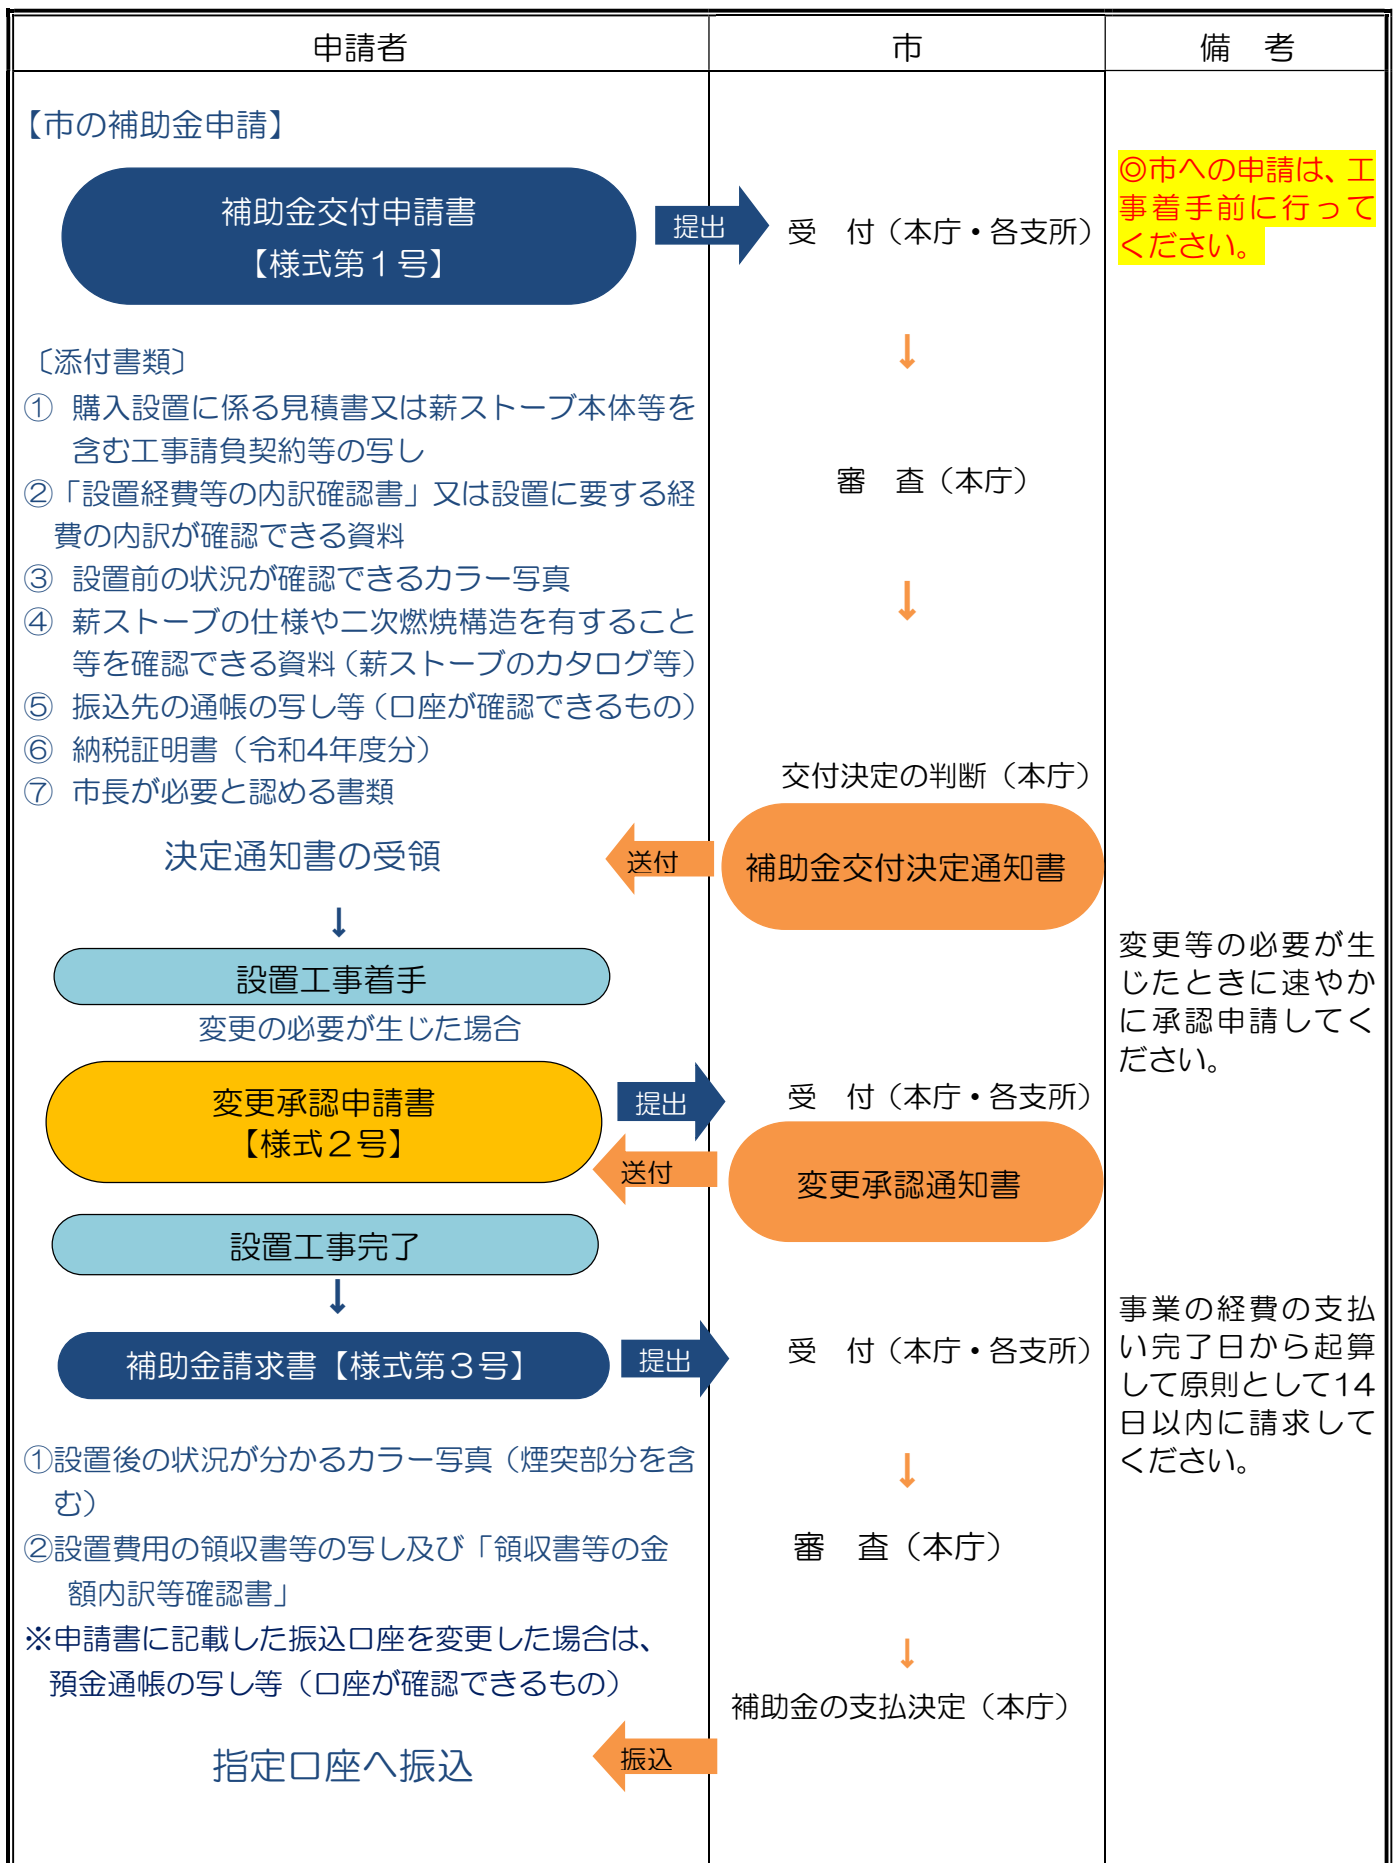 申請者
市
備　考
【市の補助金申請】
補助金交付申請書
【様式第１号】
提出
受　付（本庁・各支所）
◎市への申請は、工
事着手前に行って
ください。
↓
〔添付書類〕
① 購入設置に係る見積書又は薪ストーブ本体等を
含む工事請負契約等の写し
②「設置経費等の内訳確認書」又は設置に要する経
費の内訳が確認できる資料
③ 設置前の状況が確認できるカラー写真
④ 薪ストーブの仕様や二次燃焼構造を有すること
等を確認できる資料（薪ストーブのカタログ等）
⑤ 振込先の通帳の写し等（口座が確認できるもの）
⑥ 納税証明書（令和4年度分）
⑦ 市長が必要と認める書類
審　査（本庁）
↓
交付決定の判断（本庁）
補助金交付決定通知書
送付
決定通知書の受領
↓
設置工事着手
変更の必要が生じた場合
変更等の必要が生
じたときに速やか
に承認申請してく
ださい。
変更承認申請書
【様式２号】
提出
受　付（本庁・各支所）
送付
変更承認通知書
設置工事完了
↓
補助金請求書【様式第３号】
提出
受　付（本庁・各支所）
事業の経費の支払
い完了日から起算
して原則として14
日以内に請求して
ください。
①設置後の状況が分かるカラー写真（煙突部分を含
む）
②設置費用の領収書等の写し及び「領収書等の金
額内訳等確認書」
※申請書に記載した振込口座を変更した場合は、
預金通帳の写し等（口座が確認できるもの）
↓
審　査（本庁）
↓
補助金の支払決定（本庁）
振込
指定口座へ振込